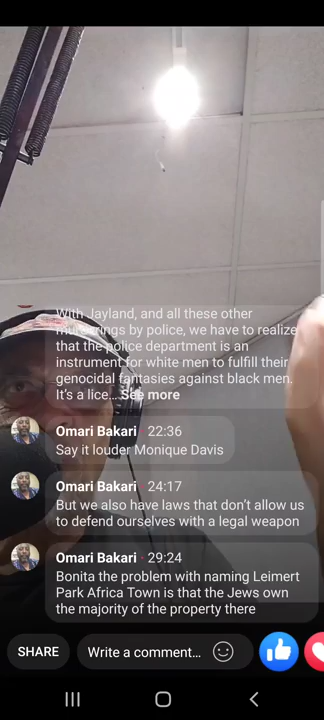 With Jayland, and all these other
murderings by police, we have to realize
that the police department is an
instrument for white men to fulfill their
genocidal fantasies against black men.
It's a lice... See more
Omari Bakari · 22:36
Say it louder Monique Davis
Omari Bakari · 24:17
But we also have laws that don't allow us
to defend ourselves with a legal weapon
Omari Bakari · 29:24
Bonita the problem with naming Leimert
Park Africa Town is that the Jews own
the majority of the property there
SHARE
Write a comment...